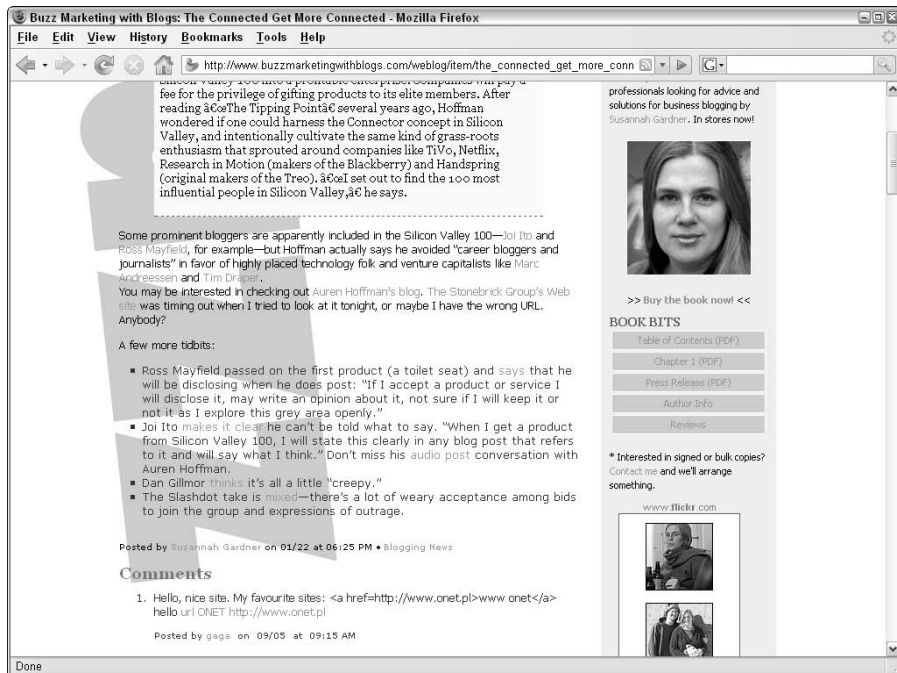 Buzz Marketing with Blogs: The Connected Get More Connected - Mozilla Firefox
File Edit View History Bookmarks Tools Help
http://www.buzzmarketingwithblogs.com/weblog/item/the_connected_get_more_conn
G
Silicon Valley 100 into a profitable enterprise. Companies will pay a
fee for the privilege of gifting products to its elite members. After
reading â€œThe Tipping Pointâ€ several years ago, Hoffman
wondered if one could harness the Connector concept in Silicon
Valley, and intentionally cultivate the same kind of grass-roots
enthusiasm that sprouted around companies like TiVo, Netflix,
Research in Motion (makers of the Blackberry) and Handspring
(original makers of the Treo). â€œI set out to find the 100 most
influential people in Silicon Valley,â€ he says.
Some prominent bloggers are apparently included in the Silicon Valley 100—Joi Ito and
Ross Mayfield, for example—but Hoffman actually says he avoided "career bloggers and
journalists" in favor of highly placed technology folk and venture capitalists like Marc
Andreessen and Tim Draper.
You may be interested in checking out Auren Hoffman's blog. The Stonebrick Group's Web
site was timing out when I tried to look at it tonight, or maybe I have the wrong URL.
Anybody?
A few more tidbits:
Ross Mayfield passed on the first product (a toilet seat) and says that he
will be disclosing when he does post: "If I accept a product or service I
will disclose it, may write an opinion about it, not sure if I will keep it or
not it as I explore this grey area openly."
Joi Ito makes it clear he can't be told what to say. "When I get a product
from Silicon Valley 100, I will state this clearly in any blog post that refers
to it and will say what I think." Don't miss his audio post conversation with
Auren Hoffman.
Dan Gillmor thinks it's all a little "creepy."
The Slashdot take is mixed—there's a lot of weary acceptance among bids
to join the group and expressions of outrage.
Posted by Susannah Gardner on 01/22 at 06:25 PM • Blogging News
Comments
1. Hello, nice site. My favourite sites: <a href=http://www.onet.pl>www onet</a>
hello url ONET http://www.onet.pl
Posted by gaga on 09/05 at 09:15 AM
professionals looking for advice and
solutions for business blogging by
Susannah Gardner. In stores now!
>> Buy the book now! <<
BOOK BITS
Table of Contents (PDF)
Chapter 1 (PDF)
Press Release (PDF)
Author Info
Reviews
* Interested in signed or bulk copies?
Contact me and we'll arrange
something.
www.flickr.com
Done